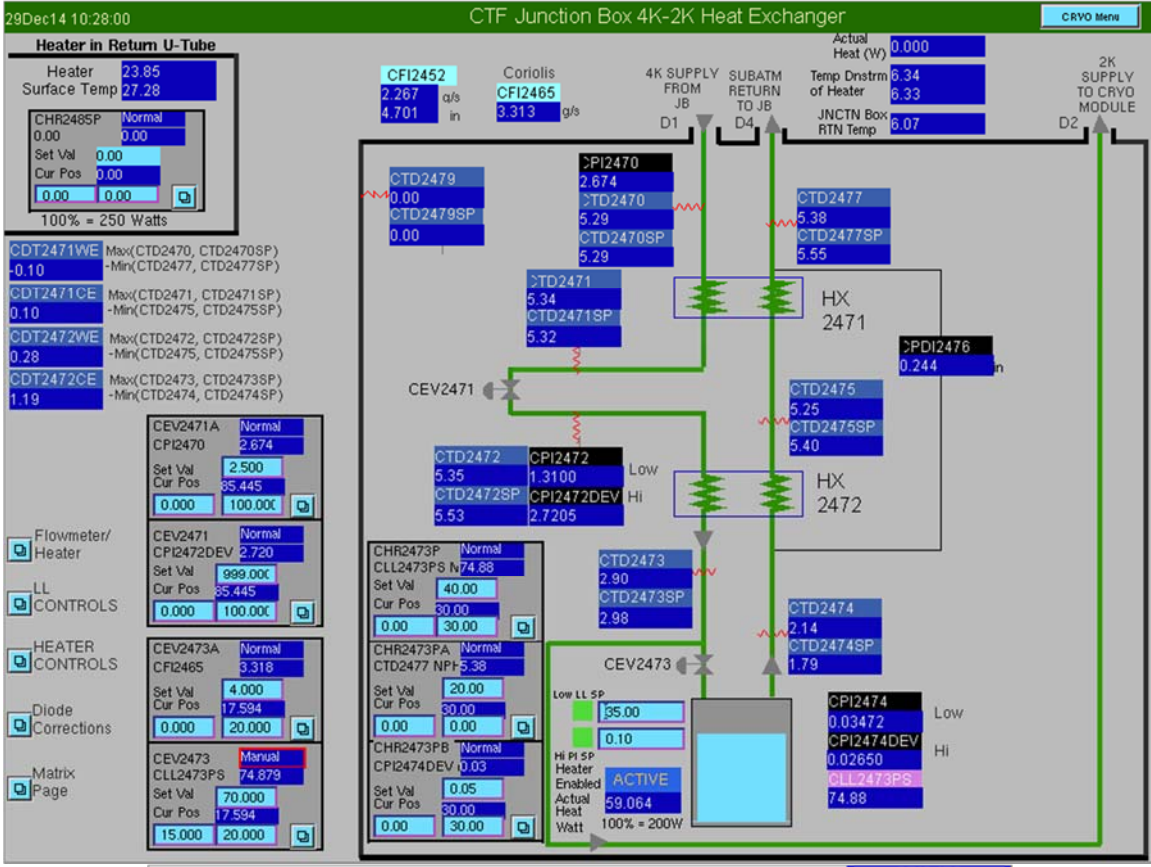 29Dec14 10:28:00
CTF Junction Box 4K-2K Heat Exchanger
CRYO Menu
Heater in Return U-Tube
Heater 23.85
Surface Temp 27.28
CHR2485P Normal
0.00 0.00
Set Val 0.00
Cur Pos 0.00
0.00 0.00
100% = 250 Watts
CFI2452
2.267 g/s
4.701 in
Coriolis
CFI2465
3.313 g/s
4K SUPPLY
FROM
JB
D1
SUBATM
RETURN
TO JB
D4
Actual
Heat (W) 0.000
Temp Dnstrm 6.34
of Heater 6.33
JNCTN Box
RTN Temp 6.07
2K
SUPPLY
TO CRYO
MODULE
D2
CDT2471WE Max(CTD2470, CTD2470SP)
-0.10 -Min(CTD2477, CTD2477SP)
CDT2471CE Max(CTD2471, CTD2471SP)
0.10 -Min(CTD2475, CTD2475SP)
CDT2472WE Max(CTD2472, CTD2472SP)
0.28 -Min(CTD2475, CTD2475SP)
CDT2472CE Max(CTD2473, CTD2473SP)
1.19 -Min(CTD2474, CTD2474SP)
CTD2479
0.00
CTD2479SP
0.00
CPI2470
2.674
CTD2470
5.29
CTD2470SP
5.29
CTD2477
5.38
CTD2477SP
5.55
CTD2471
5.34
CTD2471SP
5.32
HX
2471
CPDI2476
0.244 in
CEV2471
CTD2475
5.25
CTD2475SP
5.40
CTD2472
5.35
CTD2472SP
5.53
CPI2472
1.3100 Low
CPI2472DEV Hi
2.7205
HX
2472
CEV2471A Normal
CPI2470 2.674
Set Val 2.500
Cur Pos 85.445
0.000 100.000
CEV2471 Normal
CPI2472DEV 2.720
Set Val 999.000
Cur Pos 85.445
0.000 100.000
CEV2473A Normal
CFI2465 3.318
Set Val 4.000
Cur Pos 17.594
0.000 20.000
CEV2473 Manual
CLL2473PS 74.879
Set Val 70.000
Cur Pos 17.594
15.000 20.000
Flowmeter/
Heater
LL
CONTROLS
HEATER
CONTROLS
Diode
Corrections
Matrix
Page
CHR2473P Normal
CLL2473PS N 74.88
Set Val 40.00
Cur Pos 30.00
0.00 30.00
CHR2473PA Normal
CTD2477 NPH 5.38
Set Val 20.00
Cur Pos 30.00
0.00 0.00
CHR2473PB Normal
CPI2474DEV 0.03
Set Val 0.05
Cur Pos 30.00
0.00 30.00
CTD2473
2.90
CTD2473SP
2.98
CTD2474
2.14
CTD2474SP
1.79
CEV2473
Low LL SP
35.00
0.10
Hi PI SP
Heater
Enabled ACTIVE
Actual
Heat 59.064
Watt 100% = 200W
CPI2474
0.03472 Low
CPI2474DEV
0.02650 Hi
CLL2473PS
74.88